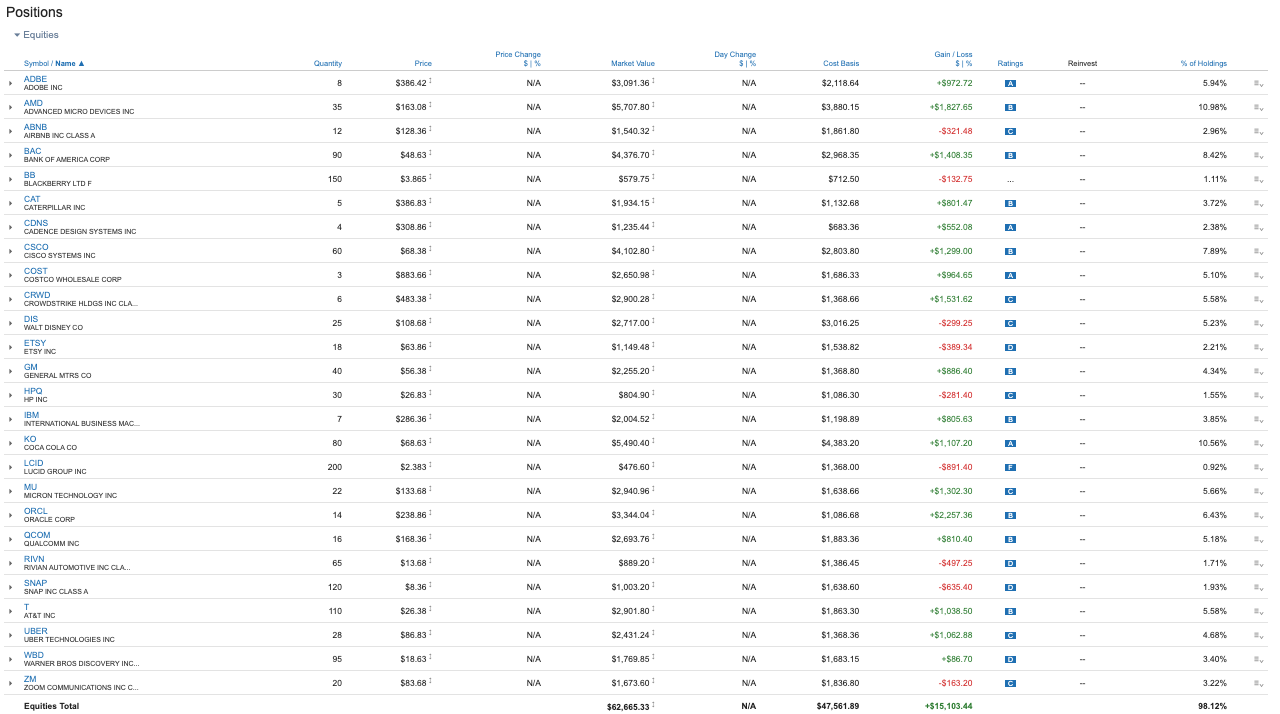 Positions
Equities
Symbol / Name ▲ Quantity Price Price Change $ | % Market Value Day Change $ | % Cost Basis Gain / Loss $ | % Ratings Reinvest % of Holdings
ADBE
ADOBE INC 8 $386.42 N/A $3,091.36 N/A $2,118.64 +$972.72 A -- 5.94%
AMD
ADVANCED MICRO DEVICES INC 35 $163.08 N/A $5,707.80 N/A $3,880.15 +$1,827.65 B -- 10.98%
ABNB
AIRBNB INC CLASS A 12 $128.36 N/A $1,540.32 N/A $1,861.80 -$321.48 C -- 2.96%
BAC
BANK OF AMERICA CORP 90 $48.63 N/A $4,376.70 N/A $2,968.35 +$1,408.35 B -- 8.42%
BB
BLACKBERRY LTD F 150 $3.865 N/A $579.75 N/A $712.50 -$132.75 ... -- 1.11%
CAT
CATERPILLAR INC 5 $386.83 N/A $1,934.15 N/A $1,132.68 +$801.47 B -- 3.72%
CDNS
CADENCE DESIGN SYSTEMS INC 4 $308.86 N/A $1,235.44 N/A $683.36 +$552.08 A -- 2.38%
CSCO
CISCO SYSTEMS INC 60 $68.38 N/A $4,102.80 N/A $2,803.80 +$1,299.00 B -- 7.89%
COST
COSTCO WHOLESALE CORP 3 $883.66 N/A $2,650.98 N/A $1,686.33 +$964.65 A -- 5.10%
CRWD
CROWDSTRIKE HLDGS INC CLA... 6 $483.38 N/A $2,900.28 N/A $1,368.66 +$1,531.62 C -- 5.58%
DIS
WALT DISNEY CO 25 $108.68 N/A $2,717.00 N/A $3,016.25 -$299.25 C -- 5.23%
ETSY
ETSY INC 18 $63.86 N/A $1,149.48 N/A $1,538.82 -$389.34 D -- 2.21%
GM
GENERAL MTRS CO 40 $56.38 N/A $2,255.20 N/A $1,368.80 +$886.40 B -- 4.34%
HPQ
HP INC 30 $26.83 N/A $804.90 N/A $1,086.30 -$281.40 C -- 1.55%
IBM
INTERNATIONAL BUSINESS MAC... 7 $286.36 N/A $2,004.52 N/A $1,198.89 +$805.63 B -- 3.85%
KO
COCA COLA CO 80 $68.63 N/A $5,490.40 N/A $4,383.20 +$1,107.20 A -- 10.56%
LCID
LUCID GROUP INC 200 $2.383 N/A $476.60 N/A $1,368.00 -$891.40 F -- 0.92%
MU
MICRON TECHNOLOGY INC 22 $133.68 N/A $2,940.96 N/A $1,638.66 +$1,302.30 C -- 5.66%
ORCL
ORACLE CORP 14 $238.86 N/A $3,344.04 N/A $1,086.68 +$2,257.36 B -- 6.43%
QCOM
QUALCOMM INC 16 $168.36 N/A $2,693.76 N/A $1,883.36 +$810.40 B -- 5.18%
RIVN
RIVIAN AUTOMOTIVE INC CLA... 65 $13.68 N/A $889.20 N/A $1,386.45 -$497.25 D -- 1.71%
SNAP
SNAP INC CLASS A 120 $8.36 N/A $1,003.20 N/A $1,638.60 -$635.40 D -- 1.93%
T
AT&T INC 110 $26.38 N/A $2,901.80 N/A $1,863.30 +$1,038.50 B -- 5.58%
UBER
UBER TECHNOLOGIES INC 28 $86.83 N/A $2,431.24 N/A $1,368.36 +$1,062.88 C -- 4.68%
WBD
WARNER BROS DISCOVERY INC... 95 $18.63 N/A $1,769.85 N/A $1,683.15 +$86.70 D -- 3.40%
ZM
ZOOM COMMUNICATIONS INC C... 20 $83.68 N/A $1,673.60 N/A $1,836.80 -$163.20 C -- 3.22%
Equities Total $62,665.33 N/A $47,561.89 +$15,103.44 98.12%